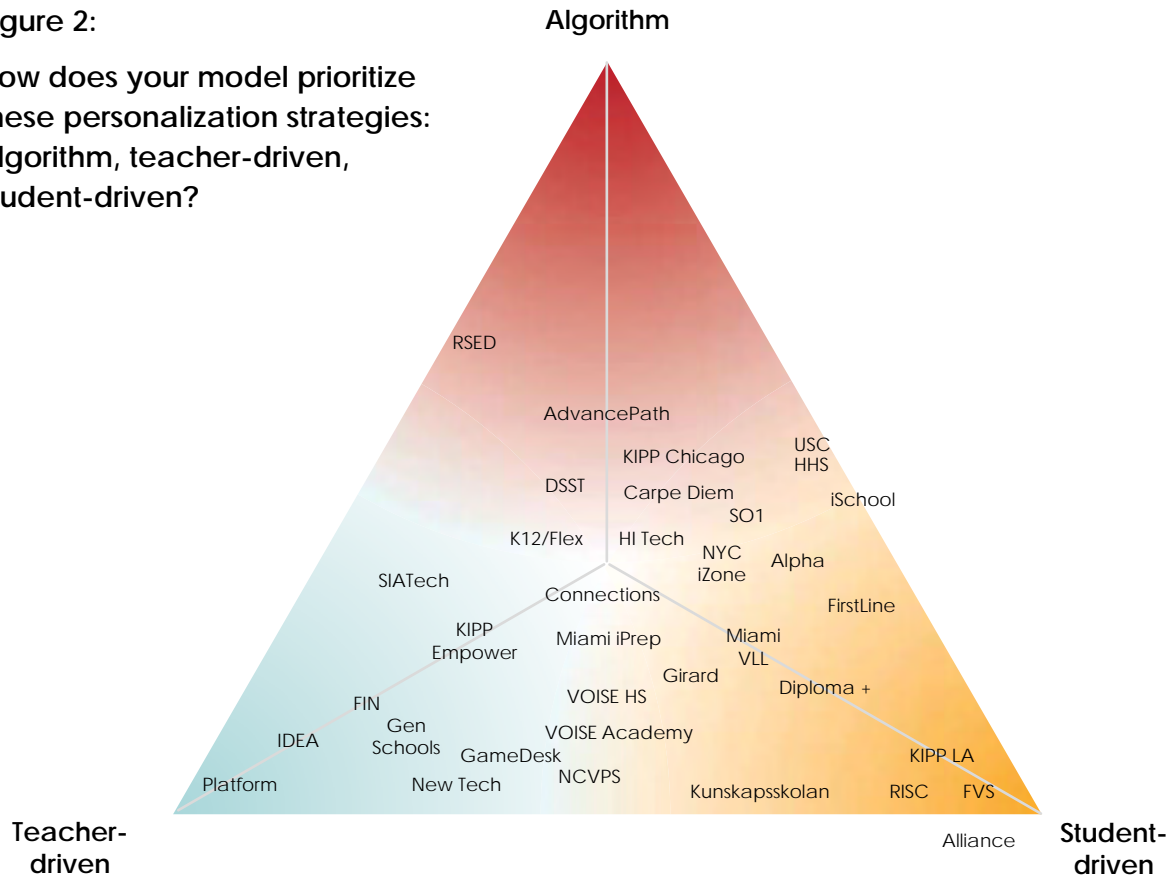 gure 2:
Algorithm
ow does your model prioritize
hese personalization strategies:
lgorithm, teacher-driven,
tudent-driven?
RSED
AdvancePath
KIPP Chicago
USC
HHS
DSST
Carpe Diem
iSchool
SO1
K12/Flex
HI Tech
NYC
iZone
Alpha
SIATech
Connections
FirstLine
KIPP
Empower
Miami iPrep
Miami
VLL
Girard
Diploma +
VOISE HS
FIN
Gen
Schools
VOISE Academy
IDEA
GameDesk
KIPP LA
NCVPS
Platform
New Tech
Kunskapsskolan
RISC
FVS
Teacher-
driven
Alliance
Student-
driven